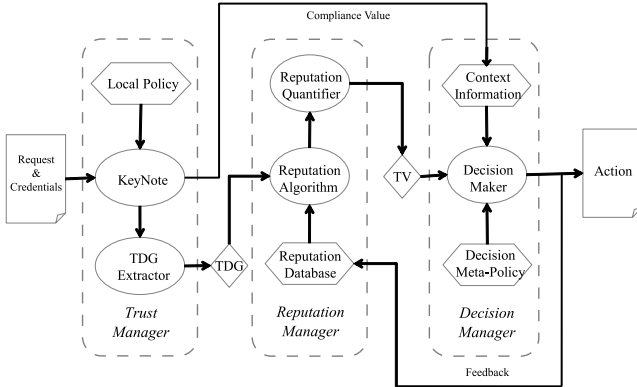 Compliance Value
Local Policy
Request
&
Credentials
KeyNote
TDG
Extractor
TDG
Trust
Manager
Reputation
Quantifier
Reputation
Algorithm
Reputation
Database
Reputation
Manager
TV
Context
Information
Decision
Maker
Decision
Meta-Policy
Decision
Manager
Action
Feedback